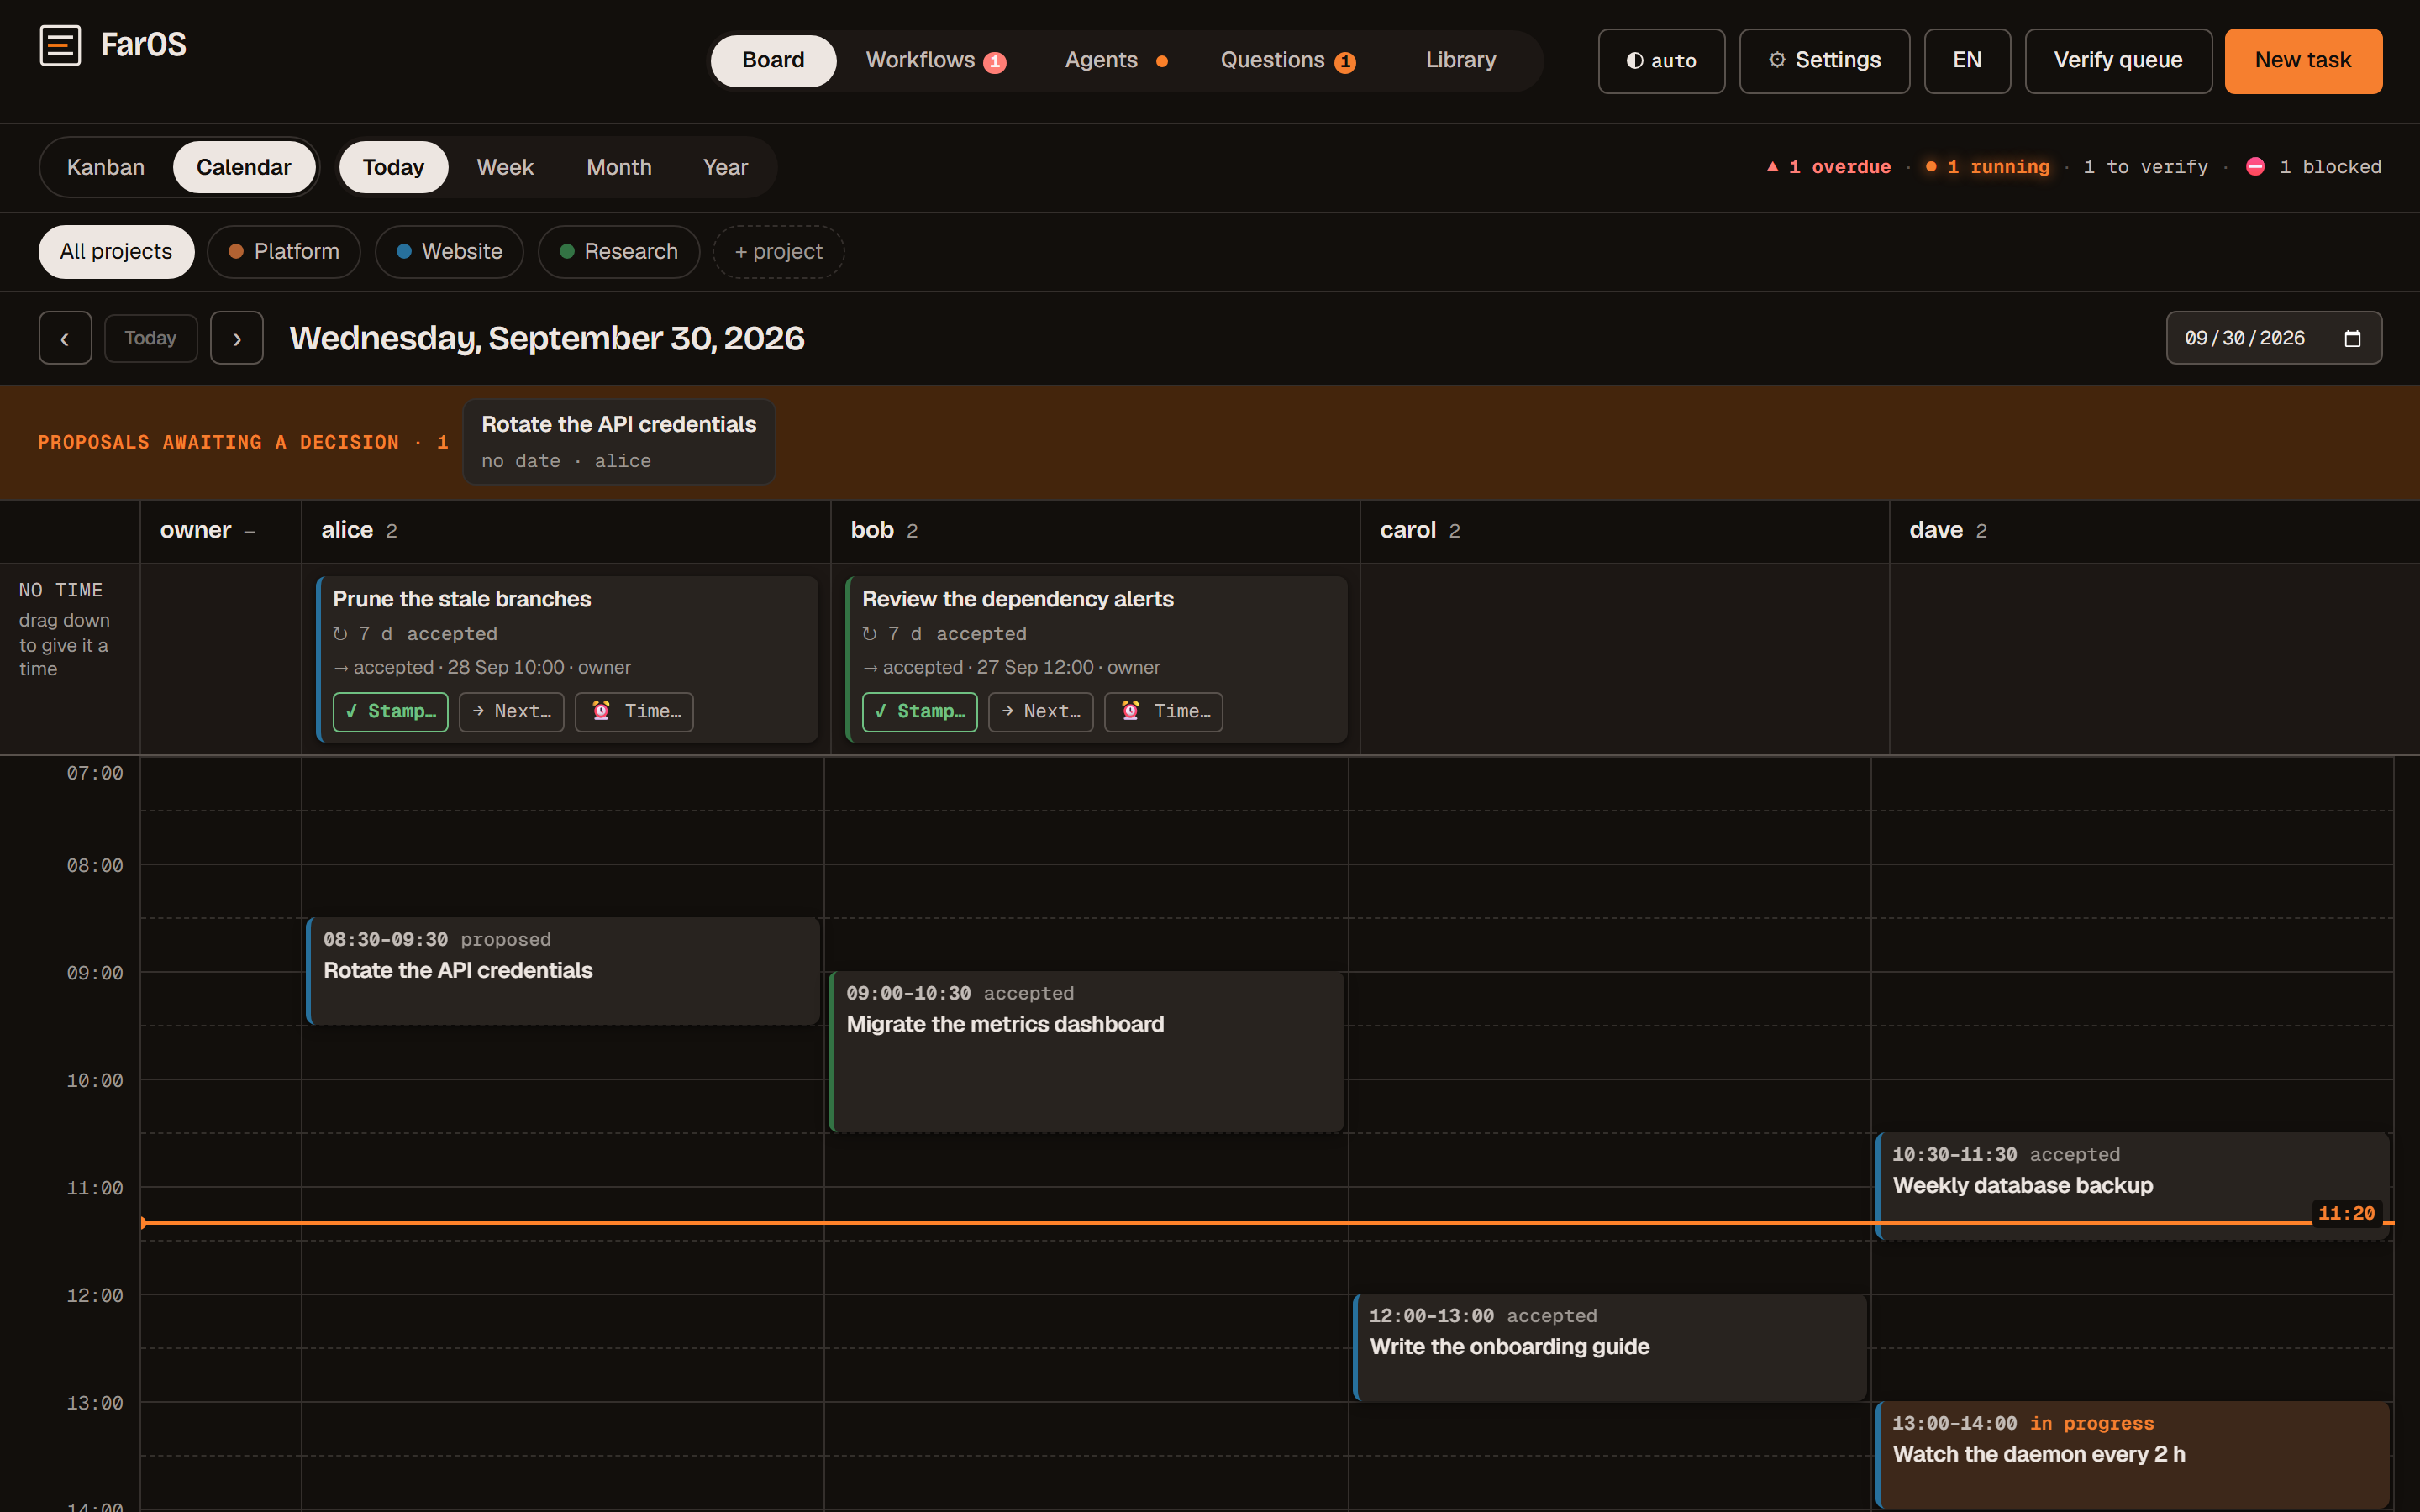 FarOS
Board
Workflows 1
Agents
Questions 1
Library
auto
Settings
EN
Verify queue
New task
Kanban
Calendar
Today
Week
Month
Year
1 overdue · 1 running · 1 to verify · 1 blocked
All projects
Platform
Website
Research
+ project
‹
Today
›
Wednesday, September 30, 2026
09/30/2026
PROPOSALS AWAITING A DECISION · 1
Rotate the API credentials
no date · alice
owner –
alice 2
bob 2
carol 2
dave 2
NO TIME
drag down
to give it a
time
Prune the stale branches
↻ 7 d accepted
→ accepted · 28 Sep 10:00 · owner
✓ Stamp…
→ Next…
⏰ Time…
Review the dependency alerts
↻ 7 d accepted
→ accepted · 27 Sep 12:00 · owner
✓ Stamp…
→ Next…
⏰ Time…
07:00
08:00
08:30–09:30 proposed
Rotate the API credentials
09:00
09:00–10:30 accepted
Migrate the metrics dashboard
10:00
10:30–11:30 accepted
Weekly database backup
11:00
11:20
12:00
12:00–13:00 accepted
Write the onboarding guide
13:00
13:00–14:00 in progress
Watch the daemon every 2 h
14:00